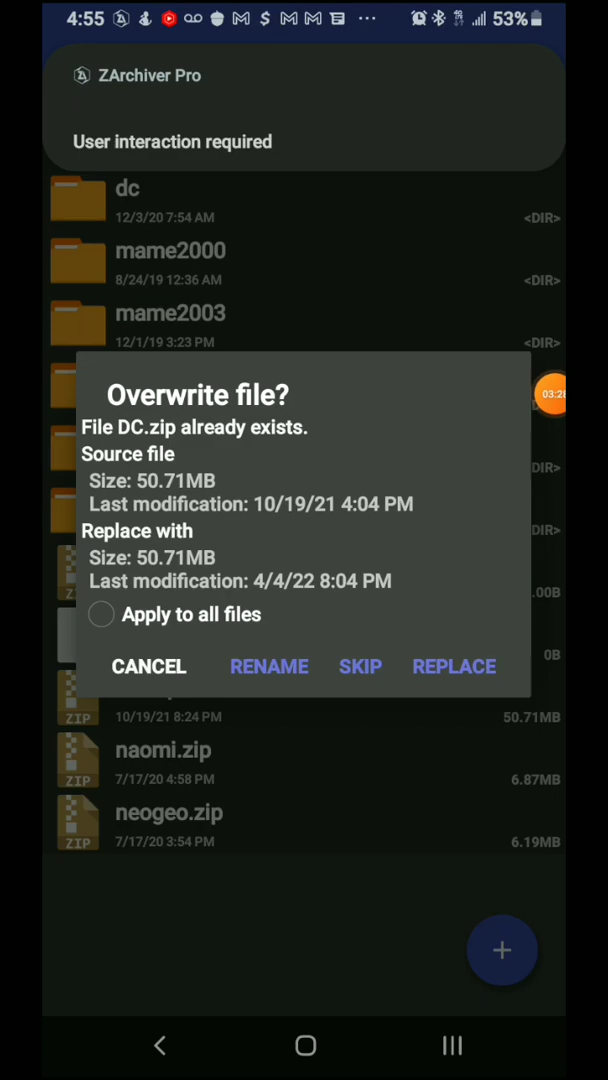 4:55 53%
ZArchiver Pro
User interaction required
dc
12/3/20 7:54 AM <DIR>
mame2000
8/24/19 12:36 AM <DIR>
mame2003
12/1/19 3:23 PM <DIR>
Overwrite file?
03:28
File DC.zip already exists.
Source file
Size: 50.71MB
Last modification: 10/19/21 4:04 PM
Replace with
Size: 50.71MB
Last modification: 4/4/22 8:04 PM
Apply to all files
CANCEL RENAME SKIP REPLACE
ZIP 10/19/21 8:24 PM 50.71MB
naomi.zip
ZIP 7/17/20 4:58 PM 6.87MB
neogeo.zip
ZIP 7/17/20 3:54 PM 6.19MB